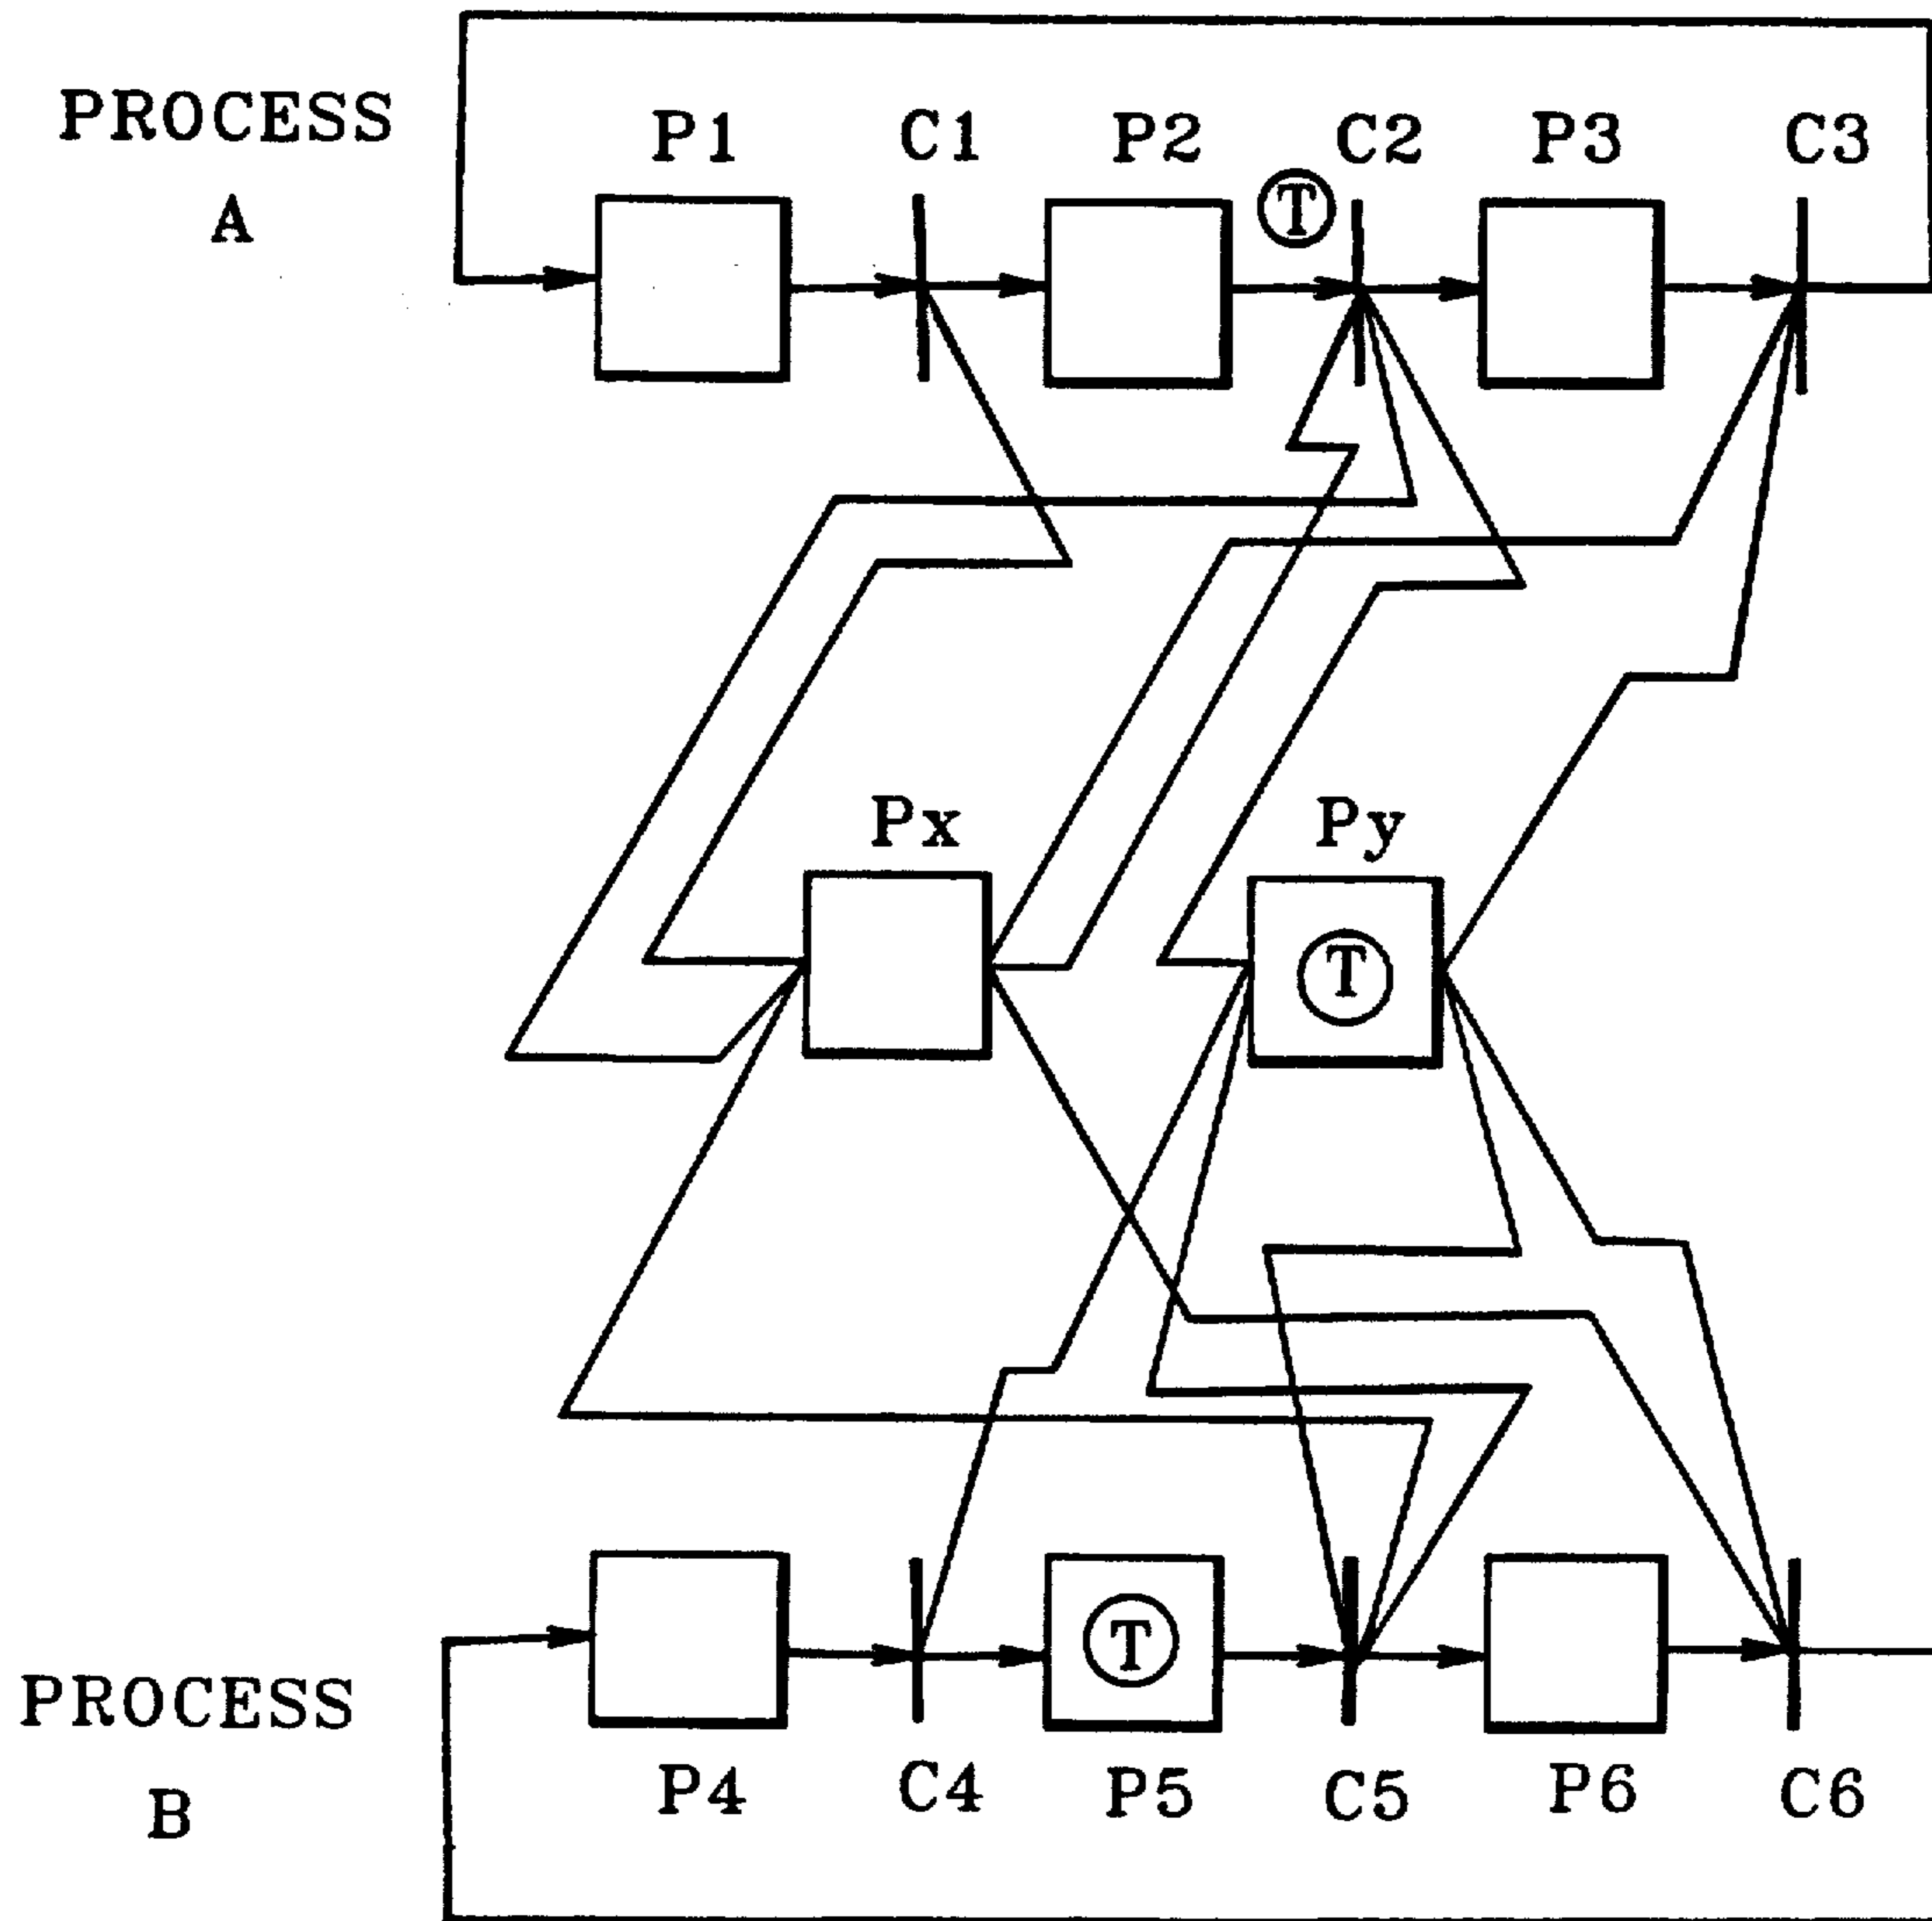 PROCESS
A
P1 C1 P2 C2 P3 C3
T
Px Py
T
T
PROCESS
B
P4 C4 P5 C5 P6 C6